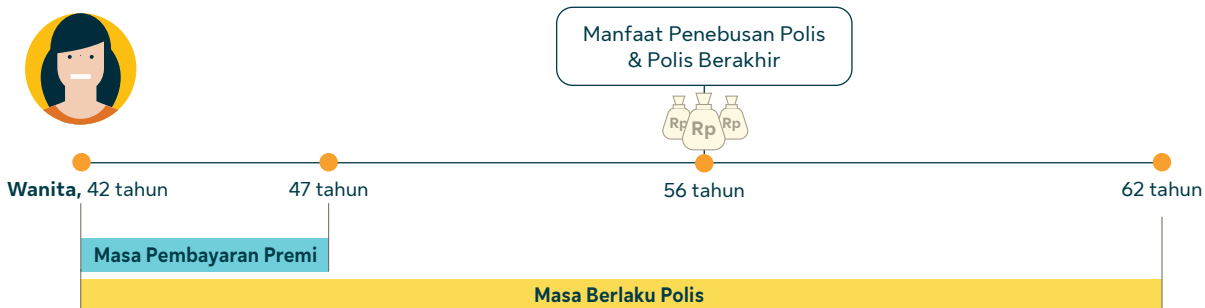 Manfaat Penebusan Polis
& Polis Berakhir
Rp Rp Rp
Wanita, 42 tahun
47 tahun
56 tahun
62 tahun
Masa Pembayaran Premi
Masa Berlaku Polis